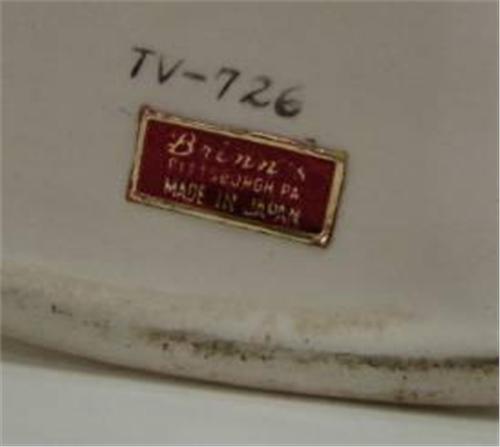 TV-726
Brinn's
PITTSBURGH, PA
MADE IN JAPAN